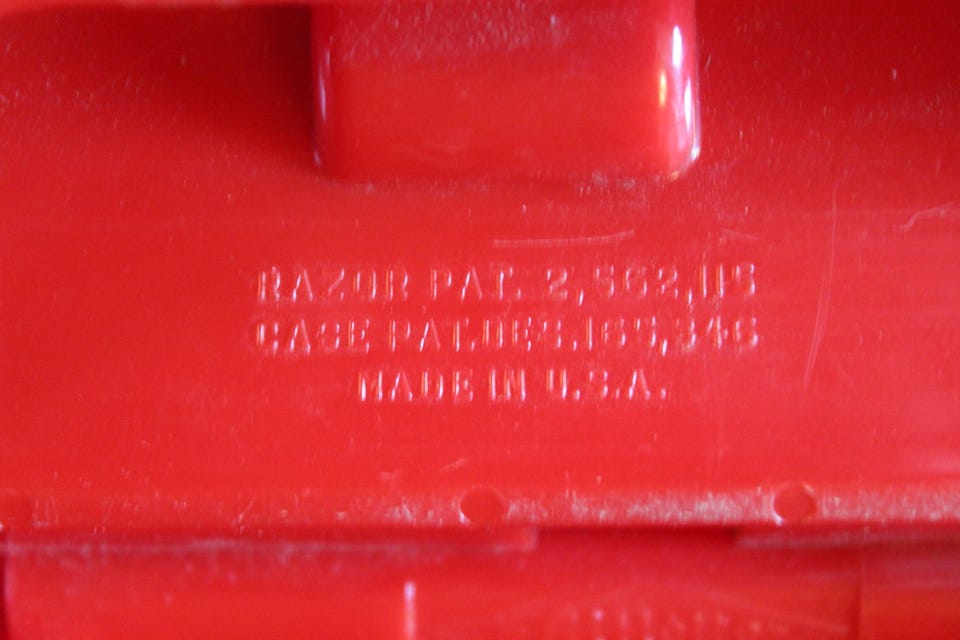 RAZOR PAT. 2,562,115
CASE PAT.DES.165,346
MADE IN U.S.A.